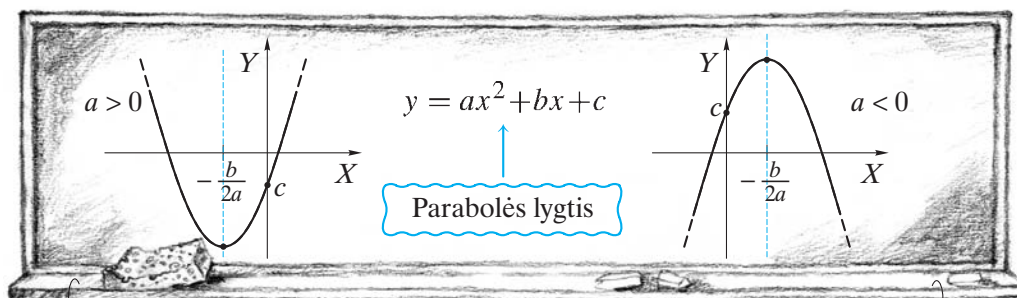 Y
a > 0
X
−b/2a
c
y = ax²+bx+c
Parabolės lygtis
Y
c
a < 0
X
−b/2a